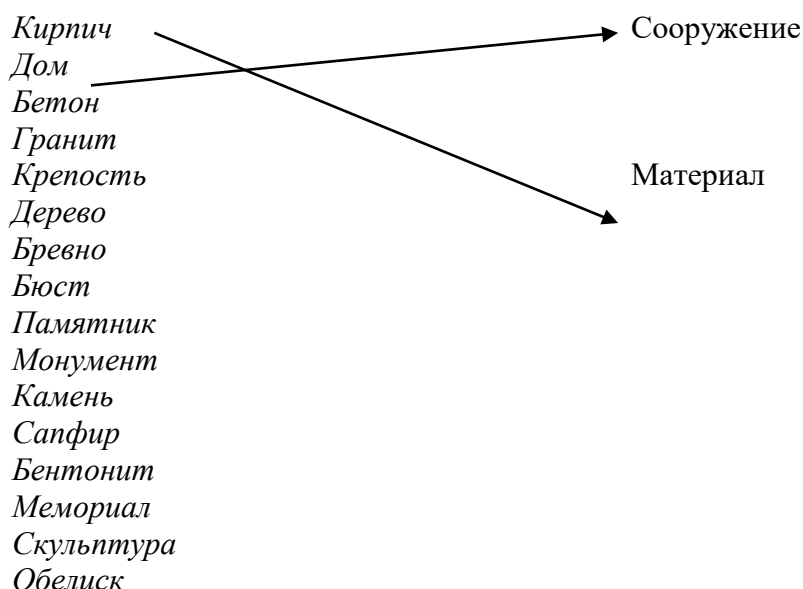 Кирпич Сооружение
Дом
Бетон
Гранит
Крепость Материал
Дерево
Бревно
Бюст
Памятник
Монумент
Камень
Сапфир
Бентонит
Мемориал
Скульптура
Обелиск